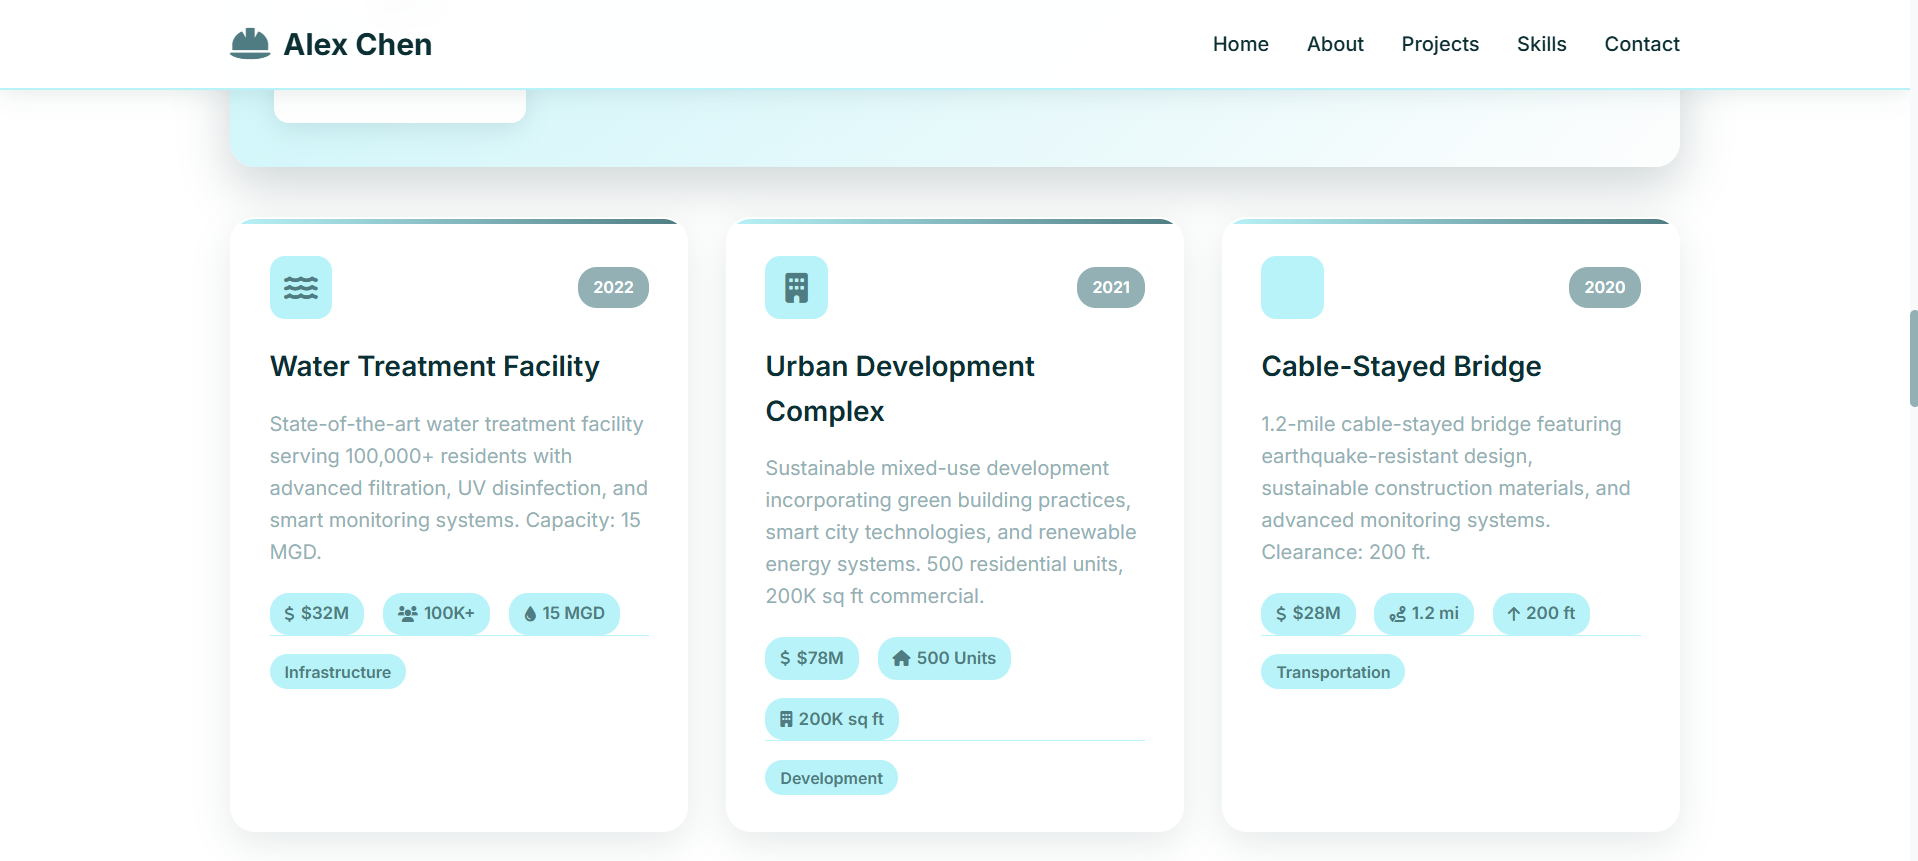 Alex Chen
Home
About
Projects
Skills
Contact
2022
Water Treatment Facility
State-of-the-art water treatment facility
serving 100,000+ residents with
advanced filtration, UV disinfection, and
smart monitoring systems. Capacity: 15
MGD.
$ $32M
100K+
15 MGD
Infrastructure
2021
Urban Development
Complex
Sustainable mixed-use development
incorporating green building practices,
smart city technologies, and renewable
energy systems. 500 residential units,
200K sq ft commercial.
$ $78M
500 Units
200K sq ft
Development
2020
Cable-Stayed Bridge
1.2-mile cable-stayed bridge featuring
earthquake-resistant design,
sustainable construction materials, and
advanced monitoring systems.
Clearance: 200 ft.
$ $28M
1.2 mi
200 ft
Transportation